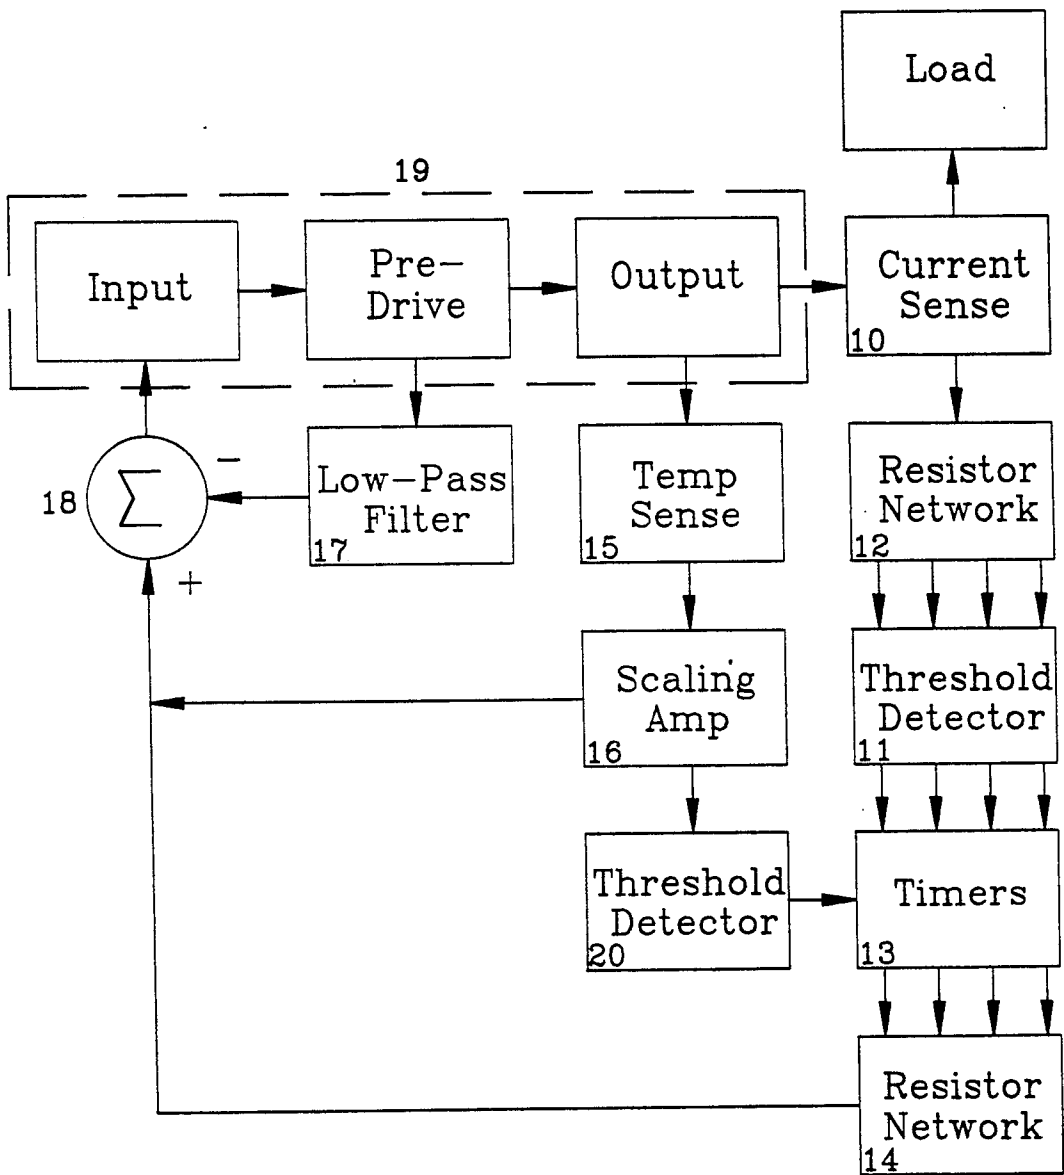 Load
19
Input
Pre-
Drive
Output
Current
Sense
10
18
Σ
-
+
Low-Pass
Filter
17
Temp
Sense
15
Resistor
Network
12
Scaling
Amp
16
Threshold
Detector
11
Threshold
Detector
20
Timers
13
Resistor
Network
14